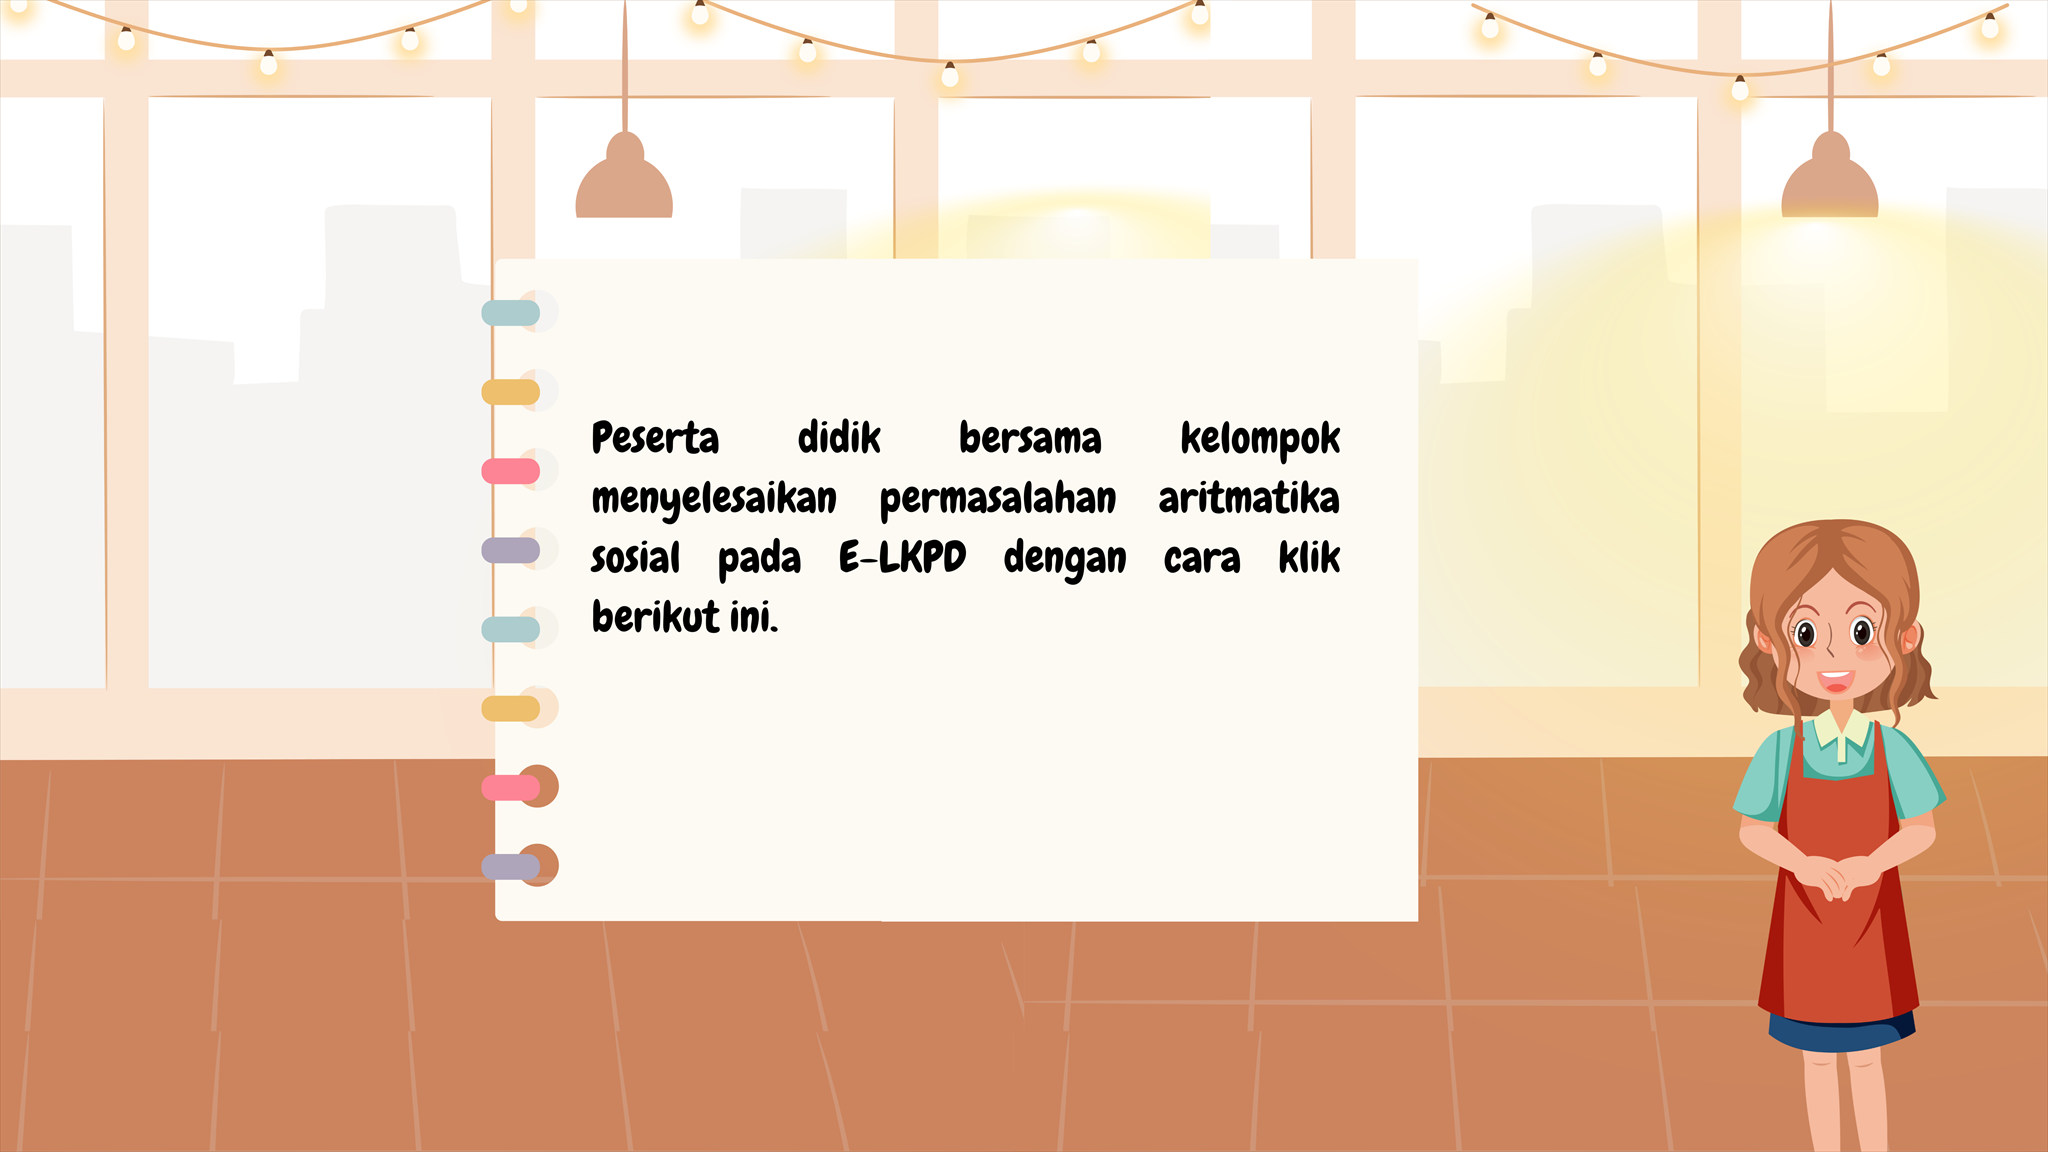 Peserta didik bersama kelompok
menyelesaikan permasalahan aritmatika
sosial pada E-LKPD dengan cara klik
berikut ini.